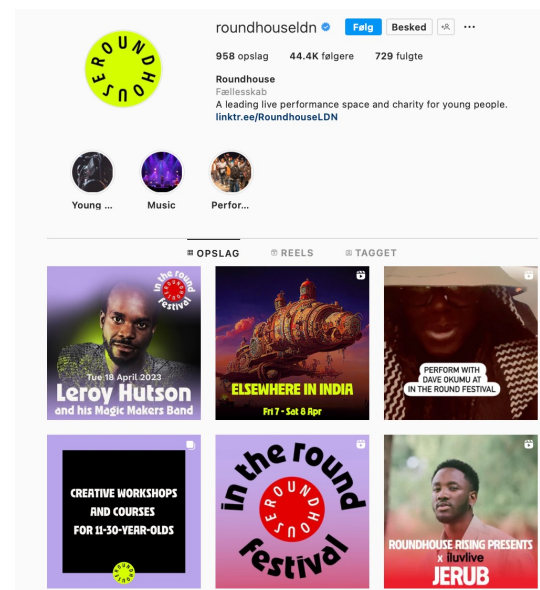 ROUNDHOUSEROUNDHOUSE
roundhouseldn
Følg
Besked
958 opslag 44.4K følgere 729 fulgte
Roundhouse
Fællesskab
A leading live performance space and charity for young people.
linktr.ee/RoundhouseLDN
Young ... Music Perfor...
OPSLAG REELS TAGGET
in the round
festival
Tue 18 April 2023
Leroy Hutson
and his Magic Makers Band
ELSEWHERE IN INDIA
Fri 7 - Sat 8 Apr
PERFORM WITH
DAVE OKUMU AT
IN THE ROUND FESTIVAL
CREATIVE WORKSHOPS
AND COURSES
FOR 11-30-YEAR-OLDS
in the round
ROUNDHOUSE
festival
ROUNDHOUSE RISING PRESENTS
x iluvlive
JERUB